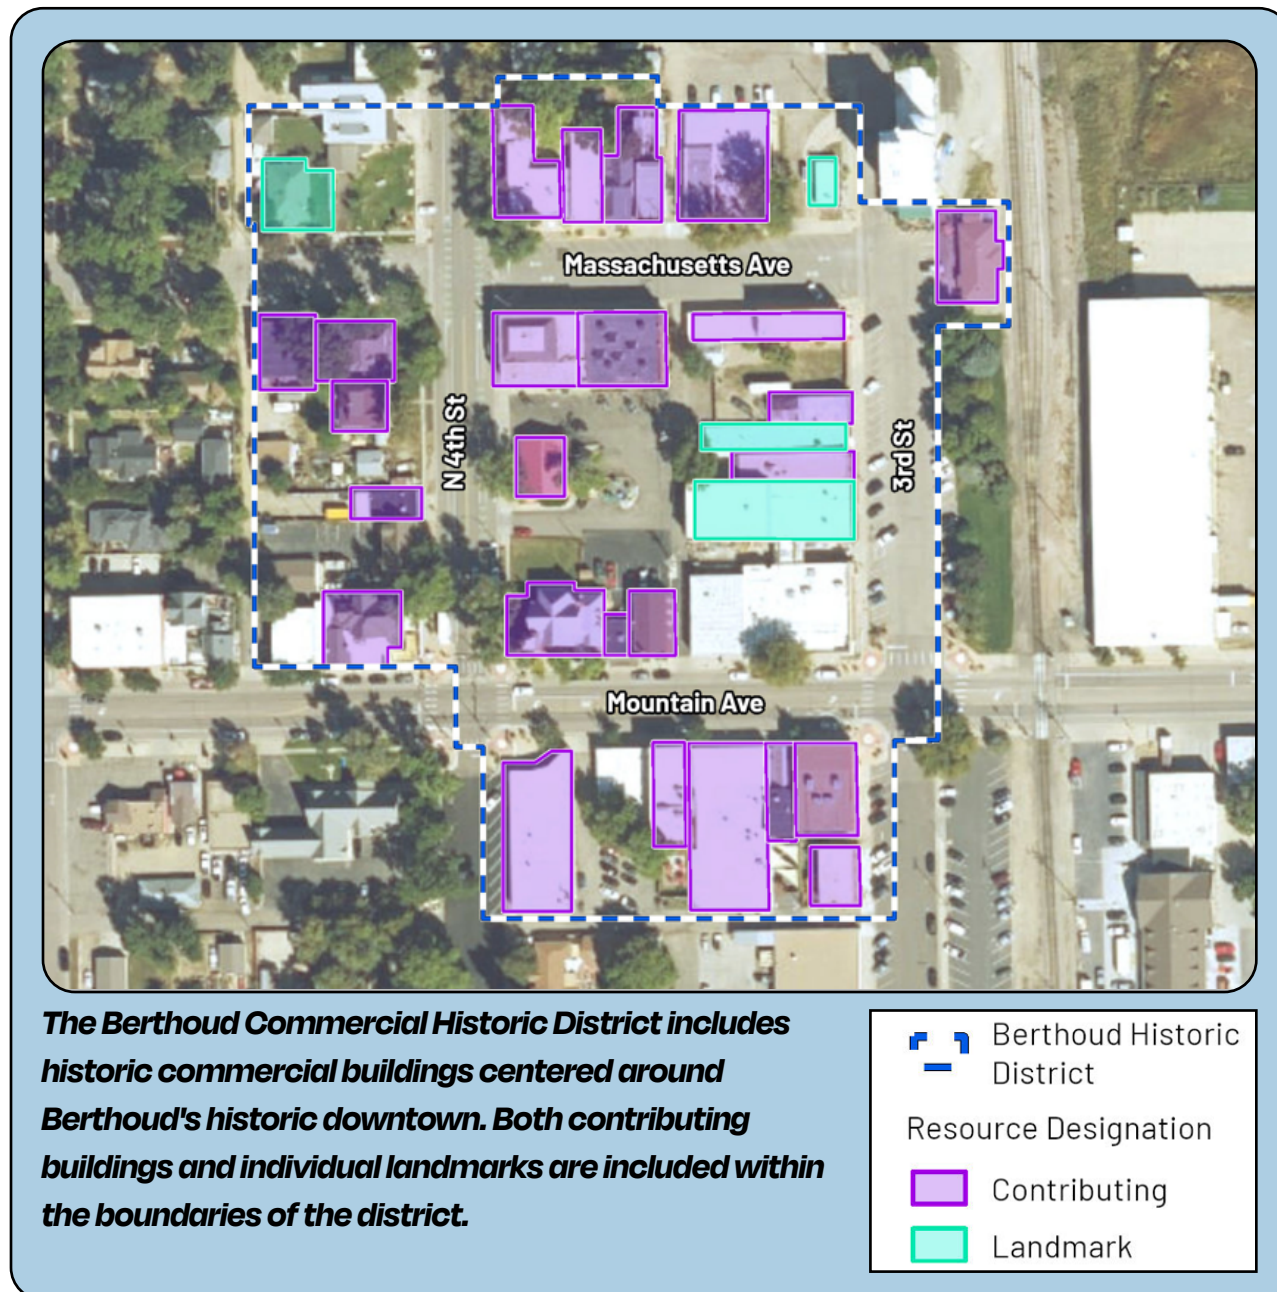 Massachusetts Ave
N 4th St
3rd St
Mountain Ave
The Berthoud Commercial Historic District includes
historic commercial buildings centered around
Berthoud's historic downtown. Both contributing
buildings and individual landmarks are included within
the boundaries of the district.
Berthoud Historic
District
Resource Designation
Contributing
Landmark